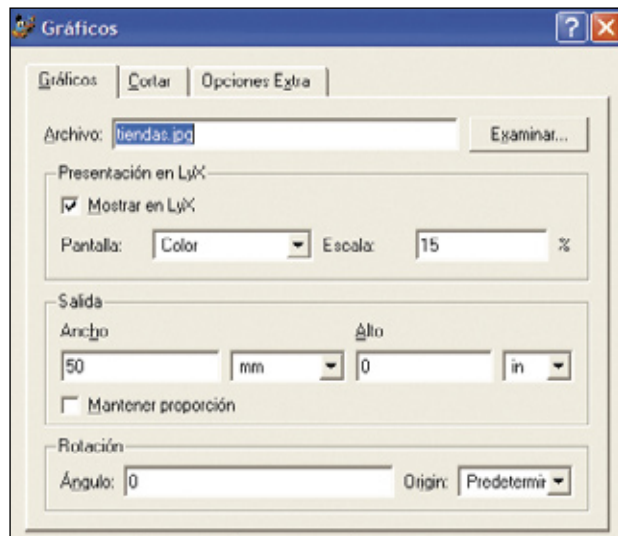 Gráficos
Gráficos Cortar Opciones Extra
Archivo: tiendas.jpg Examinar...
Presentación en LyX
Mostrar en LyX
Pantalla: Color Escala: 15 %
Salida
Ancho Alto
50 mm 0 in
Mantener proporción
Rotación
Ángulo: 0 Origin: Predetermir